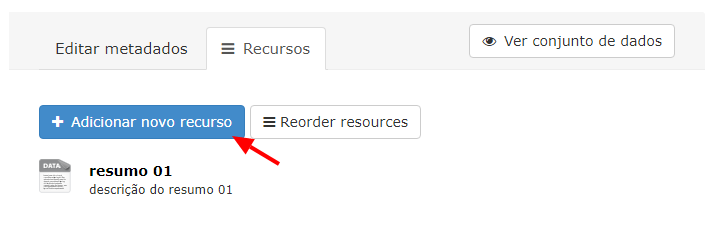 Editar metadados
Recursos
Ver conjunto de dados
Adicionar novo recurso
Reorder resources
DATA
resumo 01
descrição do resumo 01